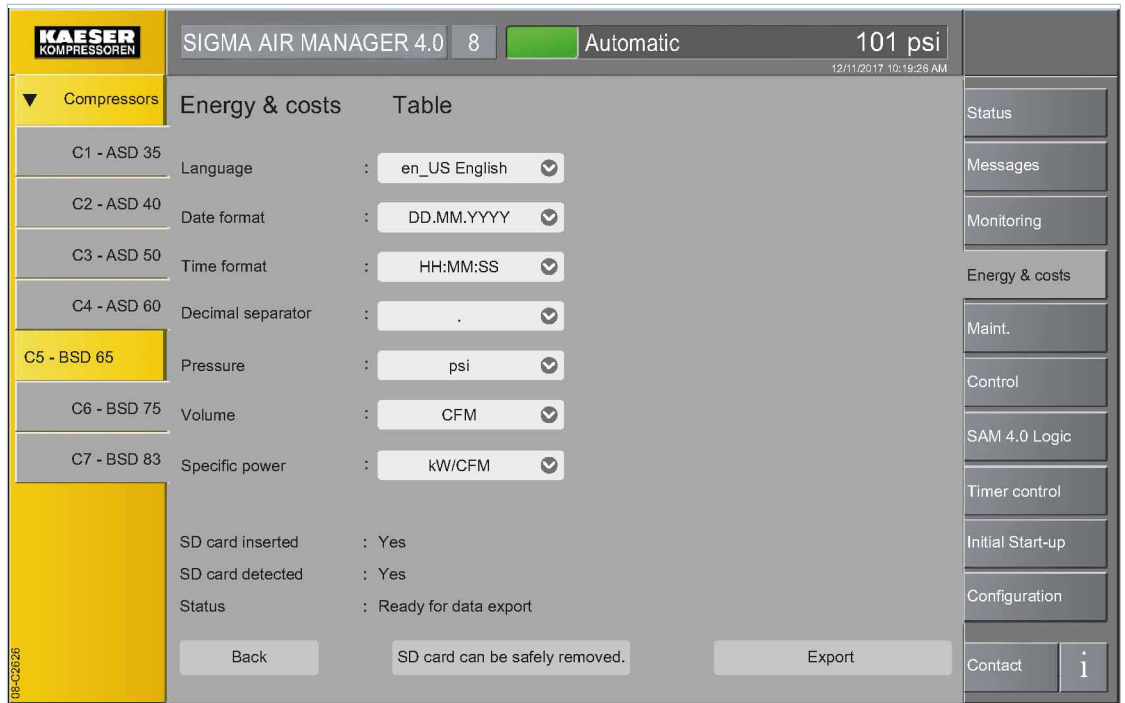 KAESER
KOMPRESSOREN
SIGMA AIR MANAGER 4.0 8 Automatic 101 psi
12/11/2017 10:19:26 AM
▼ Compressors
C1 - ASD 35
C2 - ASD 40
C3 - ASD 50
C4 - ASD 60
C5 - BSD 65
C6 - BSD 75
C7 - BSD 83
Energy & costs Table
Language : en_US English
Date format : DD.MM.YYYY
Time format : HH:MM:SS
Decimal separator : .
Pressure : psi
Volume : CFM
Specific power : kW/CFM
SD card inserted : Yes
SD card detected : Yes
Status : Ready for data export
Back SD card can be safely removed. Export
Status
Messages
Monitoring
Energy & costs
Maint.
Control
SAM 4.0 Logic
Timer control
Initial Start-up
Configuration
Contact i
08-C2626